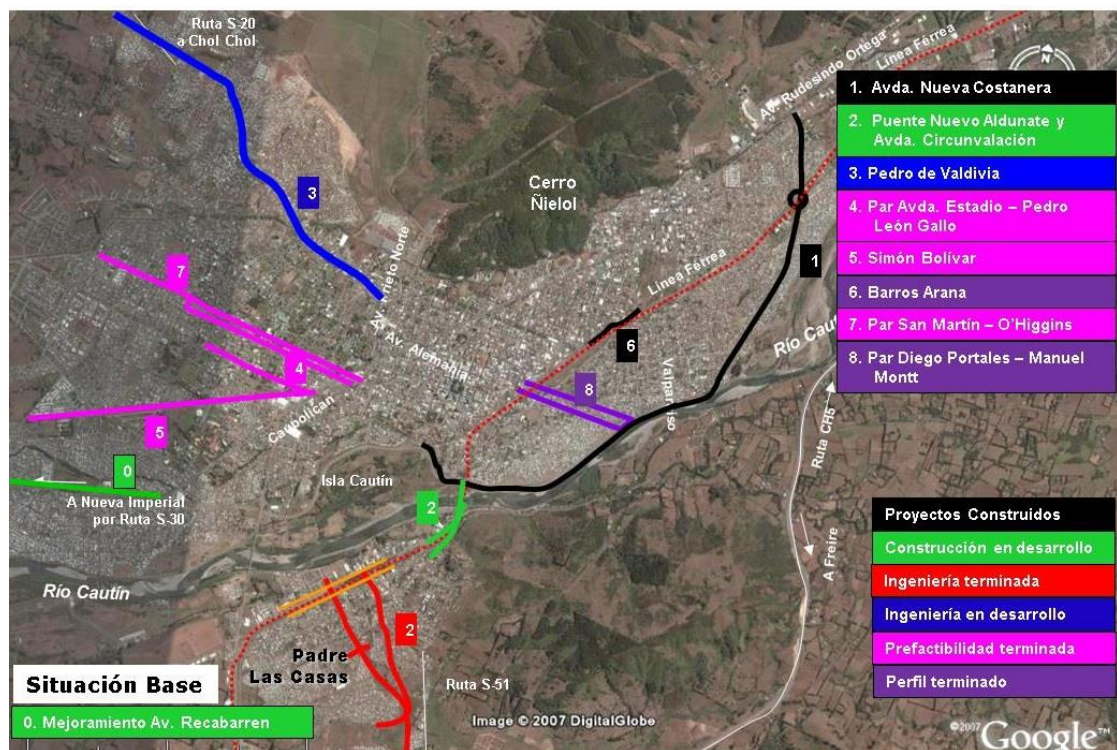 Ruta S-20
a Chol Chol
Av. Rudesindo Ortega
Línea Férrea
N
1. Avda. Nueva Costanera
2. Puente Nuevo Aldunate y
Avda. Circunvalación
3. Pedro de Valdivia
4. Par Avda. Estadio – Pedro
León Gallo
5. Simón Bolívar
6. Barros Arana
7. Par San Martín – O'Higgins
8. Par Diego Portales – Manuel
Montt
3
Cerro
Ñielol
1
7
Av. Prieto Norte
Línea Férrea
Río Cautín
6
Av. Alemania
4
8
Valparaiso
Caupolican
5
Ruta CH5
0
Isla Cautín
A Nueva Imperial
por Ruta S-30
2
Proyectos Construidos
Construcción en desarrollo
Ingeniería terminada
Ingeniería en desarrollo
Prefactibilidad terminada
Perfil terminado
A Freire
Río Cautín
2
Padre
Las Casas
Ruta S-51
Situación Base
0. Mejoramiento Av. Recabarren
Image © 2007 DigitalGlobe
©2007 Google™